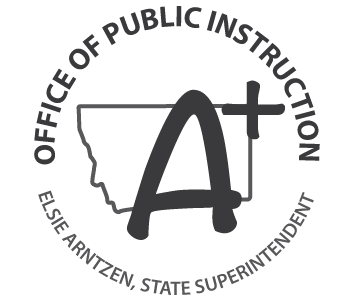 OFFICE OF PUBLIC INSTRUCTION
A+
ELSIE ARNTZEN, STATE SUPERINTENDENT